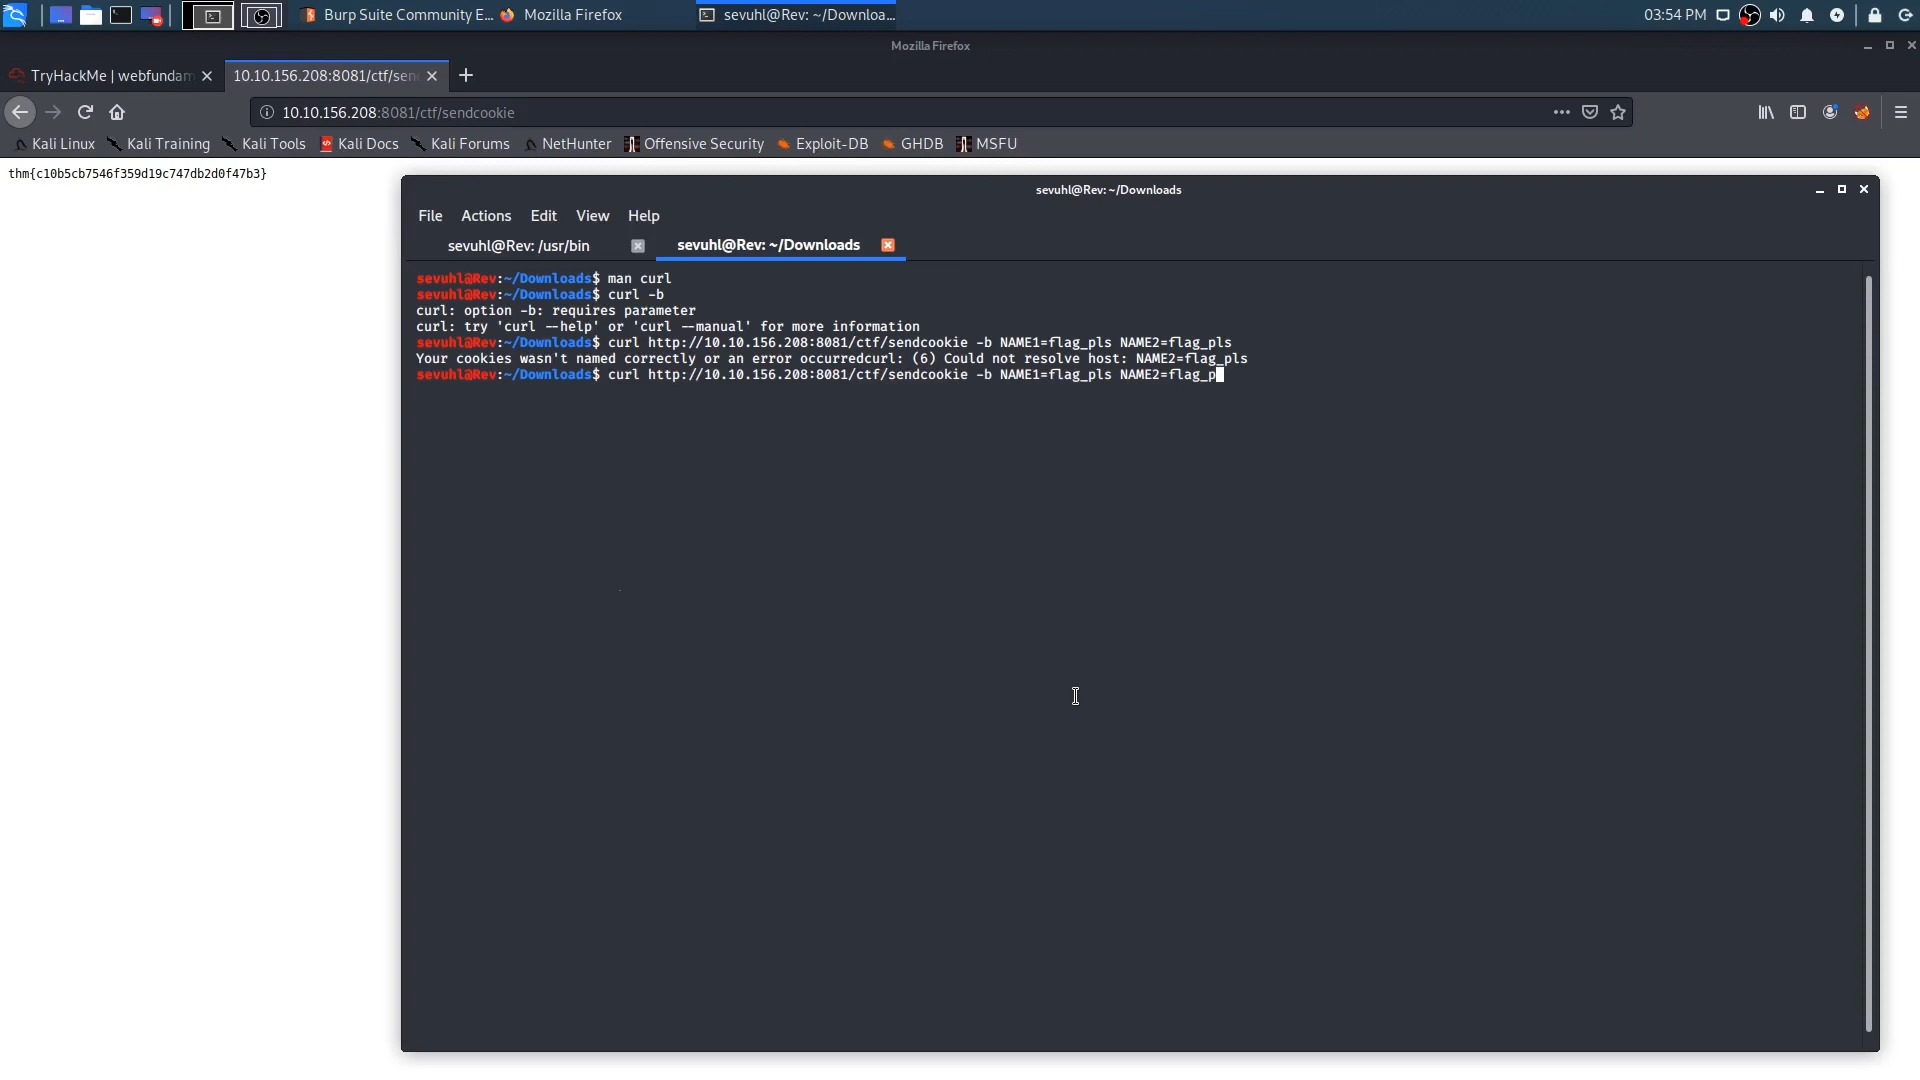 Burp Suite Community E... Mozilla Firefox sevuhl@Rev: ~/Downloa... 03:54 PM
Mozilla Firefox
TryHackMe | webfundam 10.10.156.208:8081/ctf/sen
10.10.156.208:8081/ctf/sendcookie
Kali Linux Kali Training Kali Tools Kali Docs Kali Forums NetHunter Offensive Security Exploit-DB GHDB MSFU
thm{c10b5cb7546f359d19c747db2d0f47b3}
sevuhl@Rev: ~/Downloads
File Actions Edit View Help
sevuhl@Rev: /usr/bin sevuhl@Rev: ~/Downloads
sevuhl@Rev:~/Downloads$ man curl
sevuhl@Rev:~/Downloads$ curl -b
curl: option -b: requires parameter
curl: try 'curl --help' or 'curl --manual' for more information
sevuhl@Rev:~/Downloads$ curl http://10.10.156.208:8081/ctf/sendcookie -b NAME1=flag_pls NAME2=flag_pls
Your cookies wasn't named correctly or an error occurredcurl: (6) Could not resolve host: NAME2=flag_pls
sevuhl@Rev:~/Downloads$ curl http://10.10.156.208:8081/ctf/sendcookie -b NAME1=flag_pls NAME2=flag_p